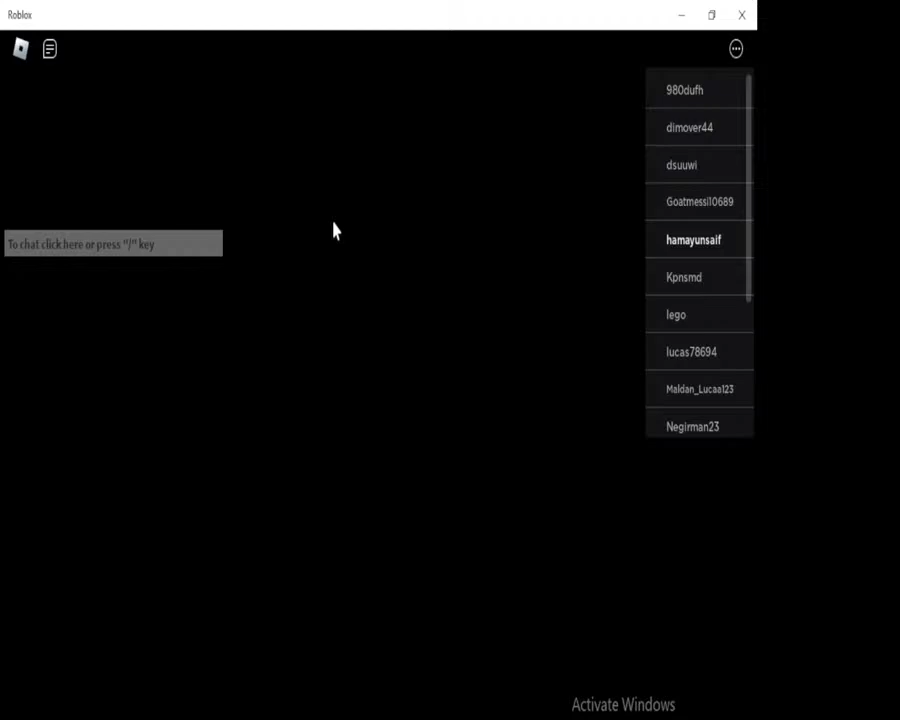 Roblox
980dufh
dimover44
dsuuwi
Goatmessi10689
To chat click here or press "/" key
hamayunsaif
Kpnsmd
lego
lucas78694
Maldan_Lucaa123
Negirman23
Activate Windows